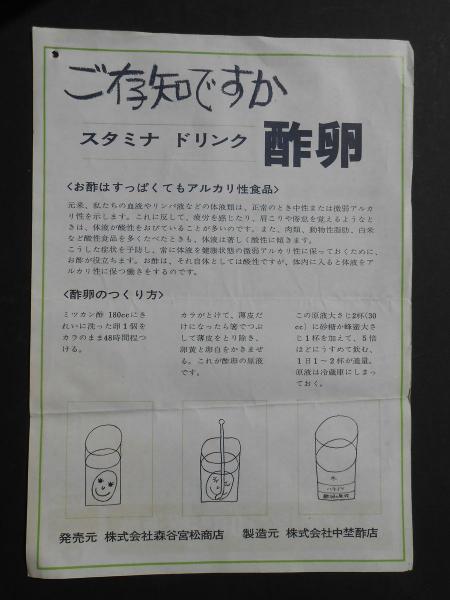 ご存知ですか
スタミナ ドリンク 酢卵
<お酢はすっぱくてもアルカリ性食品>
元来、私たちの血液やリンパ液などの体液類は、正常のとき中性または微弱アルカ
リ性を示します。これに反して、疲労を感じたり、肩こりや倦怠を覚えるようなと
きは、体液が酸性をおびていることが多いのです。また、肉類、動物性脂肪、白米
など酸性食品を多くたべたときも、体液は著しく酸性に傾きます。
こうした症状を予防し、常に体液を健康状態の微弱アルカリ性に保っておくために、
お酢が役立ちます。お酢は、それ自体としては酸性ですが、体内に入ると体液をア
ルカリ性に保つ働きをするのです。
<酢卵のつくり方>
ミツカン酢 180ccにき
れいに洗った卵1個を
カラのまま48時間程つ
ける。
カラがとけて、薄皮だ
けになったら箸でつぶ
して薄皮をとり除き、
卵黄と卵白をかきまぜ
る。これが酢卵の原液
です。
この原液大さじ2杯(30
cc)に砂糖か蜂蜜大さ
じ1杯を加えて、5倍
ほどにうすめて飲む。
1日1〜2杯が適量。
原液は冷蔵庫にしまっ
ておく。
水
ハチミツ
酢卵の原液
発売元 株式会社森谷宮松商店 製造元 株式会社中埜酢店